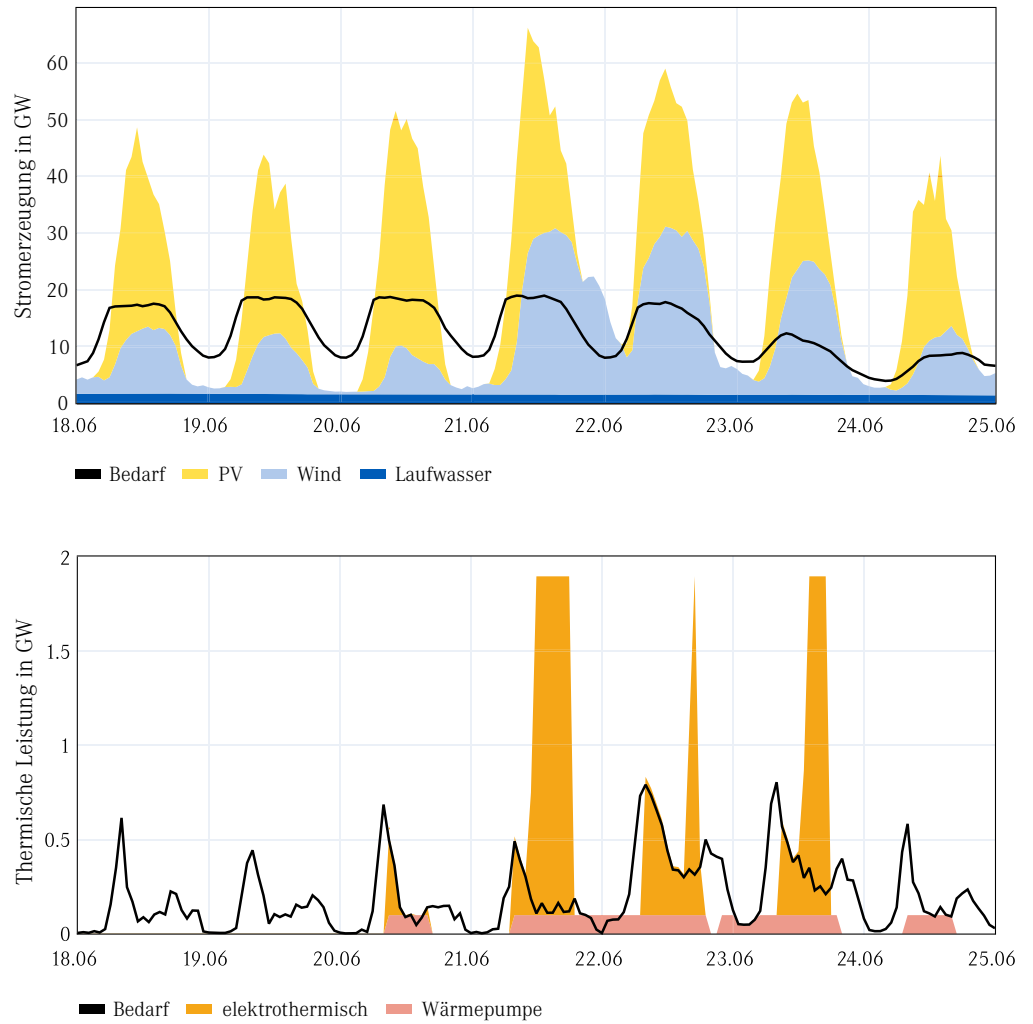 Stromerzeugung in GW
60
50
40
30
20
10
0
18.06 19.06 20.06 21.06 22.06 23.06 24.06 25.06
Bedarf PV Wind Laufwasser
Thermische Leistung in GW
2
1.5
1
0.5
0
18.06 19.06 20.06 21.06 22.06 23.06 24.06 25.06
Bedarf elektrothermisch Wärmepumpe